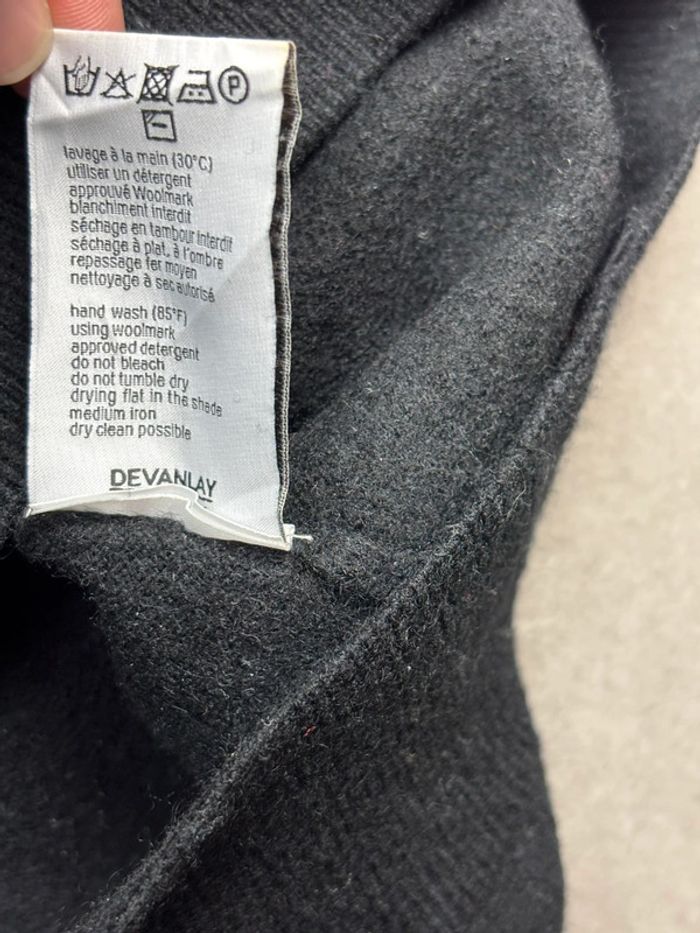 P
lavage à la main (30°C)
utiliser un détergent
approuvé Woolmark
blanchiment interdit
séchage en tambour interdit
séchage à plat, à l'ombre
repassage fer moyen
nettoyage à sec autorisé
hand wash (85°F)
using woolmark
approved detergent
do not bleach
do not tumble dry
drying flat in the shade
medium iron
dry clean possible
DEVANLAY